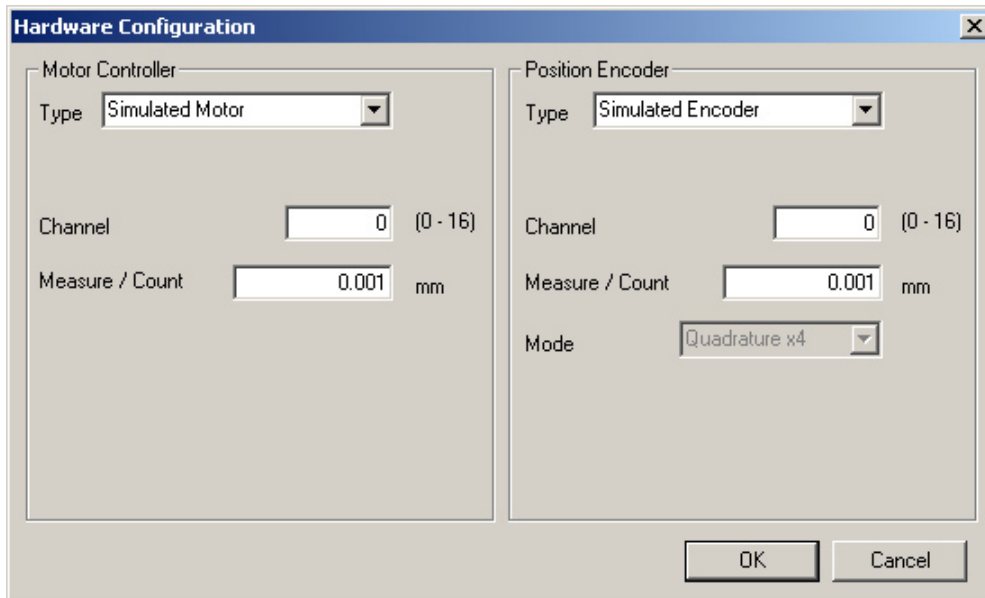 Hardware Configuration
Motor Controller
Type Simulated Motor
Channel 0 (0 - 16)
Measure / Count 0.001 mm
Position Encoder
Type Simulated Encoder
Channel 0 (0 - 16)
Measure / Count 0.001 mm
Mode Quadrature x4
OK Cancel